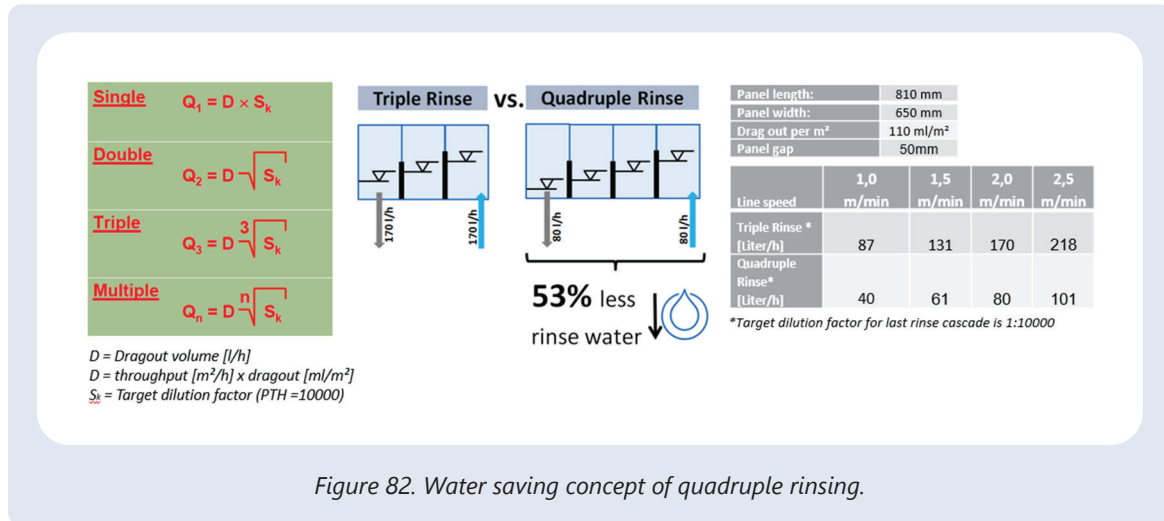 Single
Q₁ = D × Sₖ
Double
Q₂ = D √Sₖ
Triple
Q₃ = D ³√Sₖ
Multiple
Qₙ = D ⁿ√Sₖ
D = Dragout volume [l/h]
D = throughput [m²/h] x dragout [ml/m²]
Sₖ = Target dilution factor (PTH =10000)
Triple Rinse vs. Quadruple Rinse
170 l/h 170 l/h 80 l/h 80 l/h
53% less
rinse water
Panel length: 810 mm
Panel width: 650 mm
Drag out per m² 110 ml/m²
Panel gap 50mm
1,0 1,5 2,0 2,5
Line speed m/min m/min m/min m/min
Triple Rinse *
[Liter/h] 87 131 170 218
Quadruple
Rinse*
[Liter/h] 40 61 80 101
*Target dilution factor for last rinse cascade is 1:10000
Figure 82. Water saving concept of quadruple rinsing.